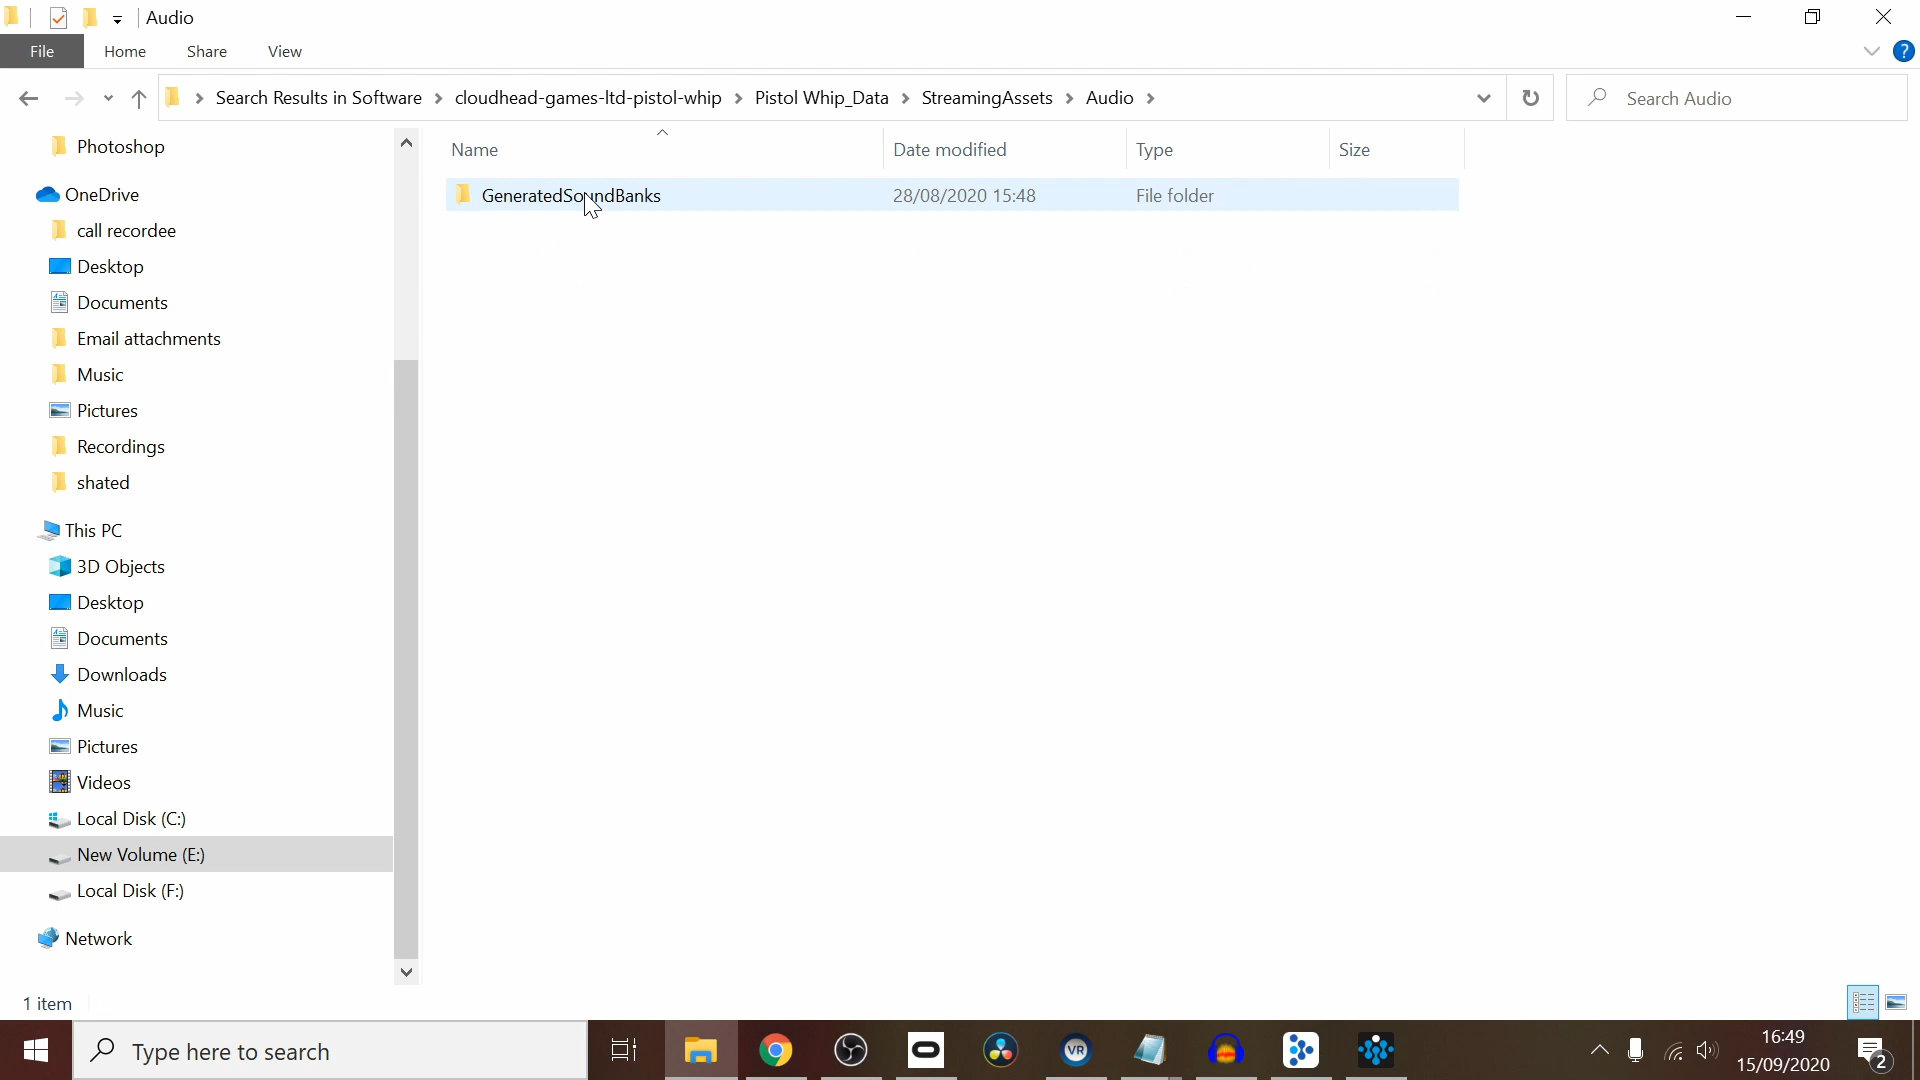 Audio
File Home Share View
Search Results in Software cloudhead-games-ltd-pistol-whip Pistol Whip_Data StreamingAssets Audio
Search Audio
Name Date modified Type Size
GeneratedSoundBanks 28/08/2020 15:48 File folder
Photoshop
OneDrive
call recordee
Desktop
Documents
Email attachments
Music
Pictures
Recordings
shated
This PC
3D Objects
Desktop
Documents
Downloads
Music
Pictures
Videos
Local Disk (C:)
New Volume (E:)
Local Disk (F:)
Network
1 item
Type here to search
VR
16:49
15/09/2020
2